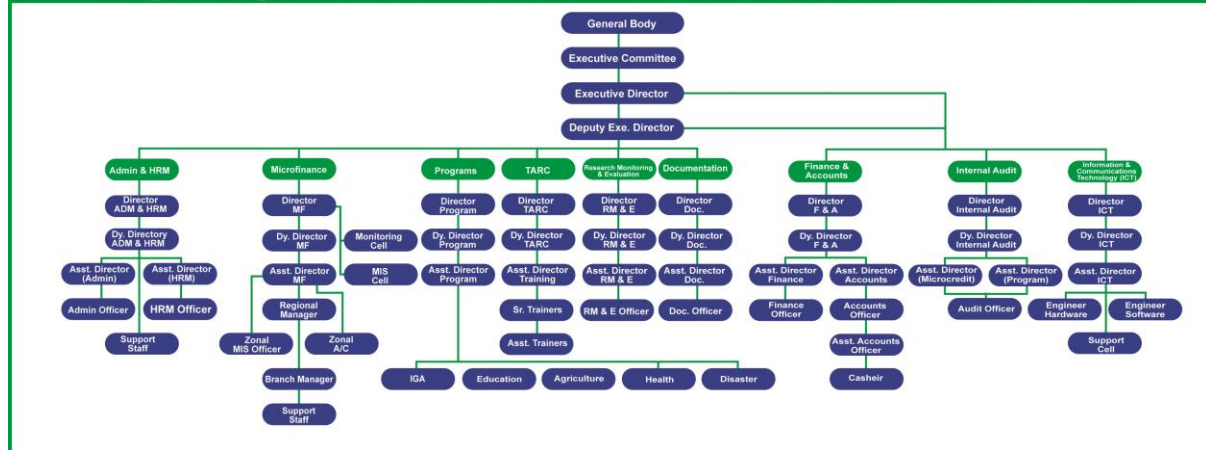 General Body
Executive Committee
Executive Director
Deputy Exe. Director
Admin & HRM
Microfinance
Programs
TARC
Research Monitoring
& Evaluation
Documentation
Finance &
Accounts
Internal Audit
Information &
Communications
Technology (ICT)
Director
ADM & HRM
Director
MF
Director
Program
Director
TARC
Director
RM & E
Director
Doc.
Director
F & A
Director
Internal Audit
Director
ICT
Dy. Directory
ADM & HRM
Dy. Director
MF
Monitoring
Cell
Dy. Director
Program
Dy. Director
TARC
Dy. Director
RM & E
Dy. Director
Doc.
Dy. Director
F & A
Dy. Director
Internal Audit
Dy. Director
ICT
Asst. Director
(Admin)
Asst. Director
(HRM)
Asst. Director
MF
MIS
Cell
Asst. Director
Program
Asst. Director
Training
Asst. Director
RM & E
Asst. Director
Doc.
Asst. Director
Finance
Asst. Director
Accounts
Asst. Director
(Microcredit)
Asst. Director
(Program)
Asst. Director
ICT
Admin Officer
HRM Officer
Regional
Manager
Sr. Trainers
RM & E Officer
Doc. Officer
Finance
Officer
Accounts
Officer
Audit Officer
Engineer
Hardware
Engineer
Software
Support
Staff
Zonal
MIS Officer
Zonal
A/C
Asst. Trainers
Asst. Accounts
Officer
Support
Cell
Branch Manager
IGA
Education
Agriculture
Health
Disaster
Casheir
Support
Staff